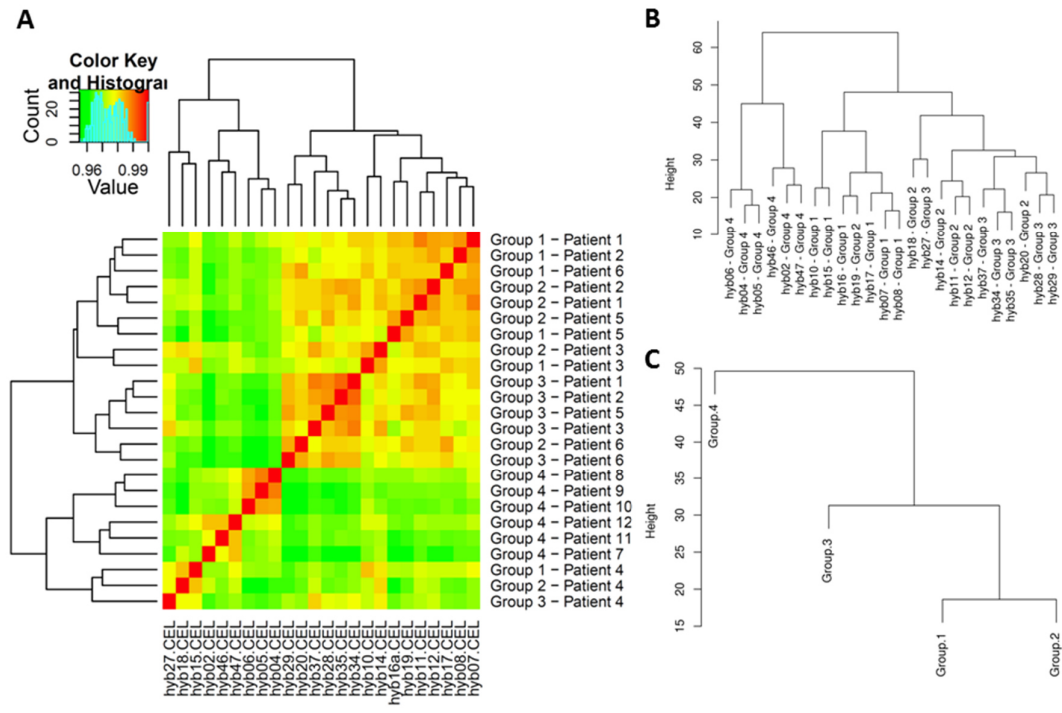 A
Color Key
and Histogra
Count
0 20
0.96 0.99
Value
Group 1 – Patient 1
Group 1 – Patient 2
Group 1 – Patient 6
Group 2 – Patient 2
Group 2 – Patient 1
Group 2 – Patient 5
Group 1 – Patient 5
Group 2 – Patient 3
Group 1 – Patient 3
Group 3 – Patient 1
Group 3 – Patient 2
Group 3 – Patient 5
Group 3 – Patient 3
Group 2 – Patient 6
Group 3 – Patient 6
Group 4 – Patient 8
Group 4 – Patient 9
Group 4 – Patient 10
Group 4 – Patient 12
Group 4 – Patient 11
Group 4 – Patient 7
Group 1 – Patient 4
Group 2 – Patient 4
Group 3 – Patient 4
hyb27.CEL
hyb18.CEL
hyb15.CEL
hyb02.CEL
hyb46.CEL
hyb47.CEL
hyb06.CEL
hyb05.CEL
hyb04.CEL
hyb29.CEL
hyb20.CEL
hyb37.CEL
hyb28.CEL
hyb35.CEL
hyb34.CEL
hyb10.CEL
hyb14.CEL
hyb16a.CEL
hyb19.CEL
hyb11.CEL
hyb12.CEL
hyb17.CEL
hyb08.CEL
hyb07.CEL
B
Height
60
50
40
30
20
10
hyb06 - Group 4
hyb04 - Group 4
hyb05 - Group 4
hyb46 - Group 4
hyb02 - Group 4
hyb47 - Group 4
hyb10 - Group 1
hyb15 - Group 1
hyb16 - Group 1
hyb19 - Group 2
hyb17 - Group 1
hyb07 - Group 1
hyb08 - Group 1
hyb18 - Group 2
hyb27 - Group 3
hyb14 - Group 2
hyb11 - Group 2
hyb12 - Group 2
hyb37 - Group 3
hyb34 - Group 3
hyb35 - Group 3
hyb20 - Group 2
hyb28 - Group 3
hyb29 - Group 3
C
Height
50
45
40
35
30
25
20
15
Group.4
Group.3
Group.1
Group.2